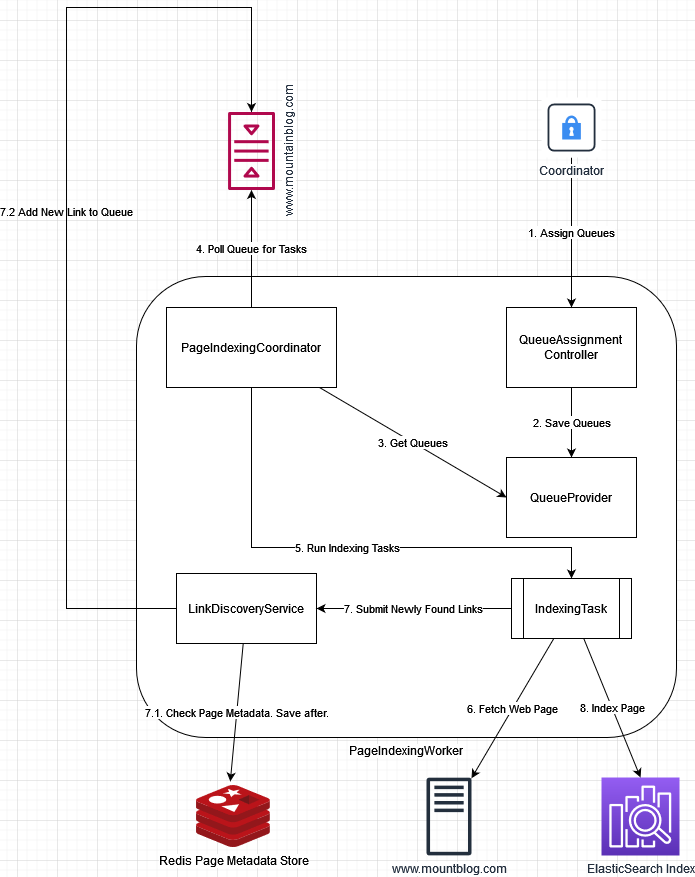 www.mountainblog.com
Coordinator
7.2 Add New Link to Queue
1. Assign Queues
4. Poll Queue for Tasks
PageIndexingCoordinator
QueueAssignment
Controller
2. Save Queues
3. Get Queues
QueueProvider
5. Run Indexing Tasks
LinkDiscoveryService
7. Submit Newly Found Links
IndexingTask
7.1. Check Page Metadata. Save after.
6. Fetch Web Page
8. Index Page
PageIndexingWorker
Redis Page Metadata Store
www.mountblog.com
ElasticSearch Index